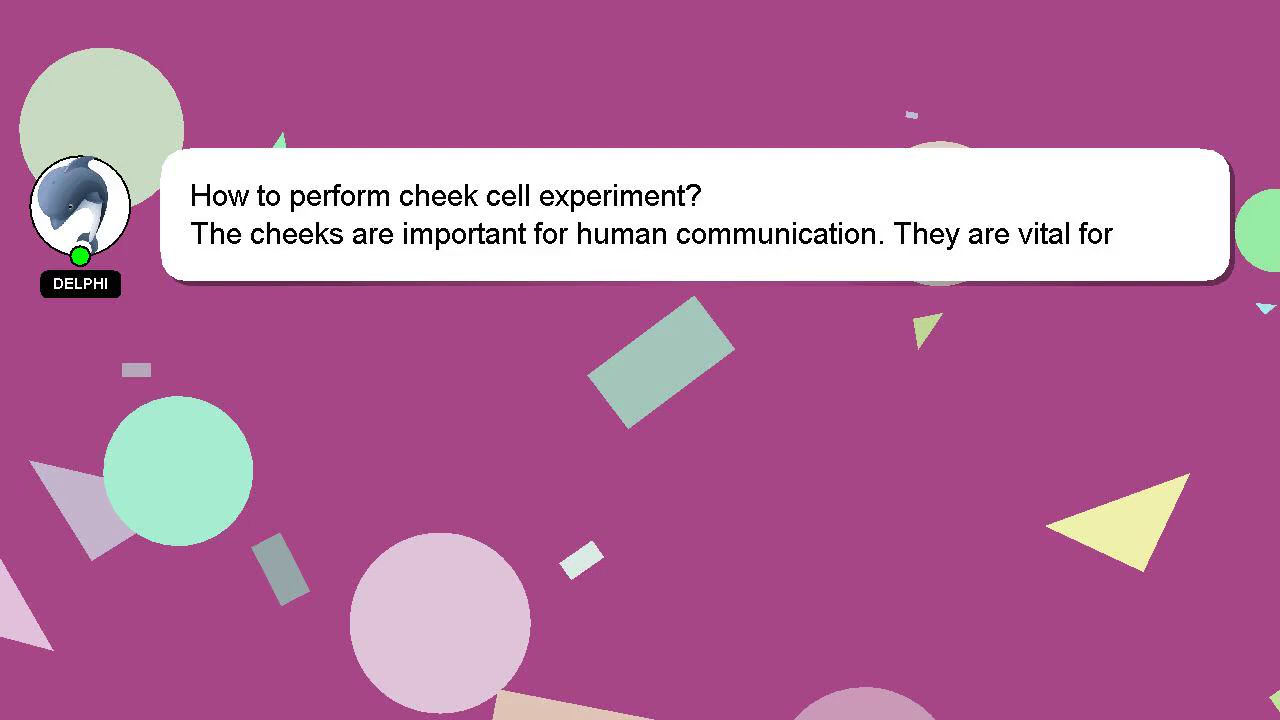 How to perform cheek cell experiment?
The cheeks are important for human communication. They are vital for
DELPHI